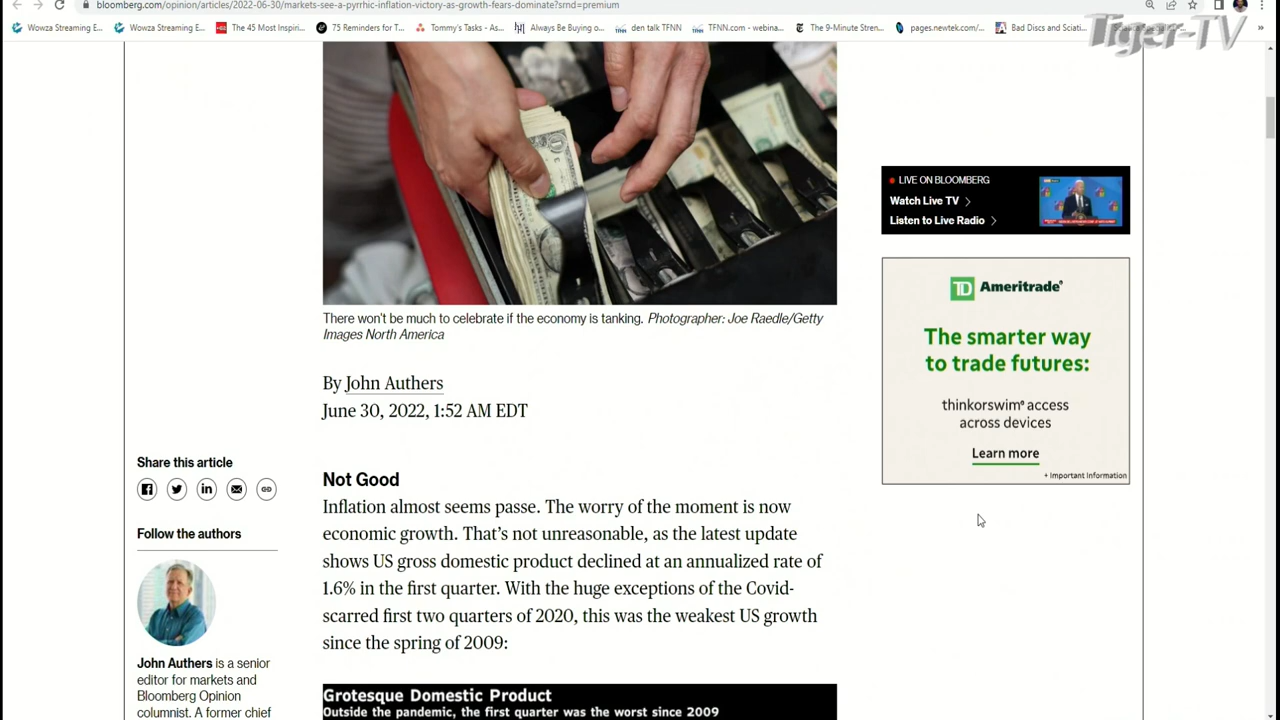 bloomberg.com/opinion/articles/2022-06-30/markets-see-a-pyrrhic-inflation-victory-as-growth-fears-dominate?srnd=premium
Wowza Streaming E... Wowza Streaming E... The 45 Most Inspiri... 75 Reminders for T... Tommy's Tasks - As... Always Be Buying o... den talk TFNN TFNN.com - webina... The 9-Minute Stren... pages.newtek.com/... Bad Discs and Sciati...
Tiger-TV
LIVE ON BLOOMBERG
Watch Live TV >
Listen to Live Radio >
TD Ameritrade®
The smarter way
to trade futures:
thinkorswim® access
across devices
Learn more
+ Important Information
There won't be much to celebrate if the economy is tanking. Photographer: Joe Raedle/Getty
Images North America
By John Authers
June 30, 2022, 1:52 AM EDT
Share this article
Follow the authors
John Authers is a senior
editor for markets and
Bloomberg Opinion
columnist. A former chief
Not Good
Inflation almost seems passe. The worry of the moment is now
economic growth. That's not unreasonable, as the latest update
shows US gross domestic product declined at an annualized rate of
1.6% in the first quarter. With the huge exceptions of the Covid-
scarred first two quarters of 2020, this was the weakest US growth
since the spring of 2009:
Grotesque Domestic Product
Outside the pandemic, the first quarter was the worst since 2009